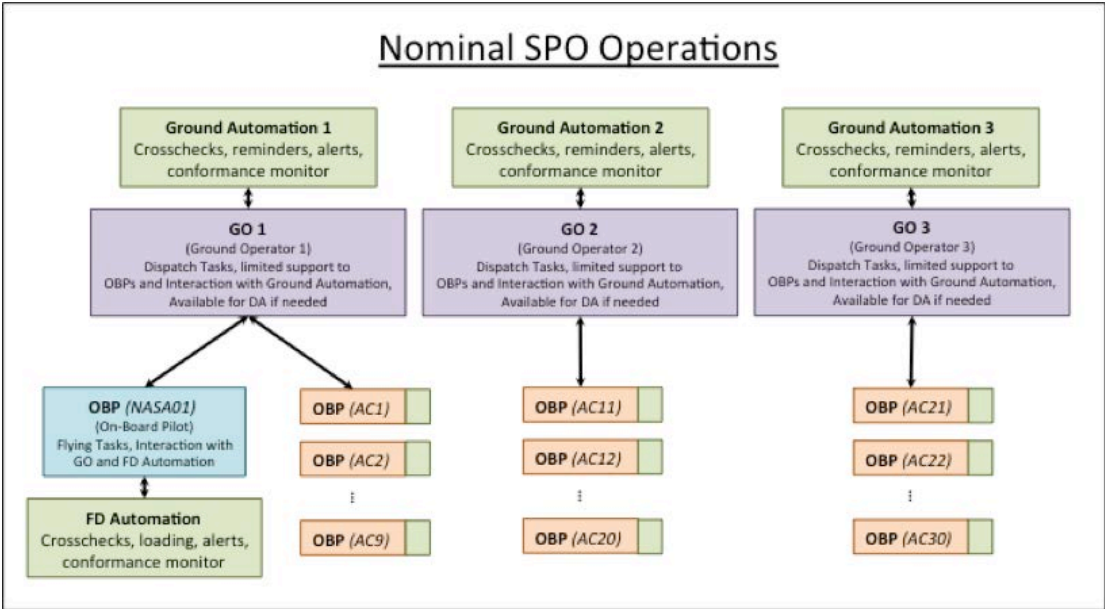 Nominal SPO Operations
Ground Automation 1
Crosschecks, reminders, alerts,
conformance monitor
Ground Automation 2
Crosschecks, reminders, alerts,
conformance monitor
Ground Automation 3
Crosschecks, reminders, alerts,
conformance monitor
GO 1
(Ground Operator 1)
Dispatch Tasks, limited support to
OBPs and Interaction with Ground Automation,
Available for DA if needed
GO 2
(Ground Operator 2)
Dispatch Tasks, limited support to
OBPs and Interaction with Ground Automation,
Available for DA if needed
GO 3
(Ground Operator 3)
Dispatch Tasks, limited support to
OBPs and Interaction with Ground Automation,
Available for DA if needed
OBP (NASA01)
(On-Board Pilot)
Flying Tasks, Interaction with
GO and FD Automation
FD Automation
Crosschecks, loading, alerts,
conformance monitor
OBP (AC1)
OBP (AC2)
⋮
OBP (AC9)
OBP (AC11)
OBP (AC12)
⋮
OBP (AC20)
OBP (AC21)
OBP (AC22)
⋮
OBP (AC30)